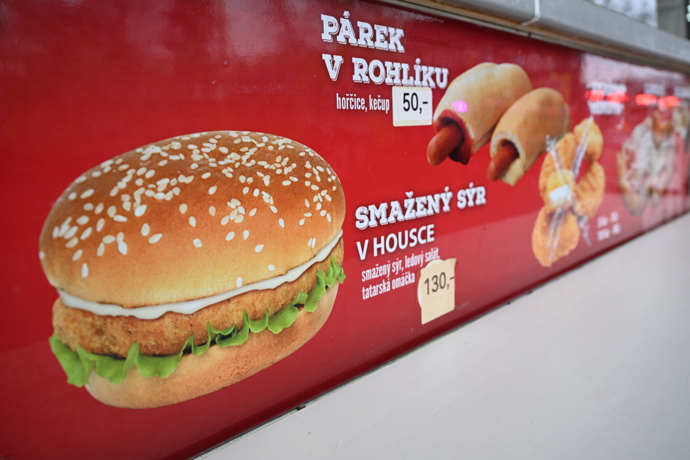 PÁREK
V ROHLÍKU
hořčice, kečup 50,-
SMAŽENÝ SÝR
V HOUSCE
smažený sýr, ledový salát,
tatarská omáčka 130,-